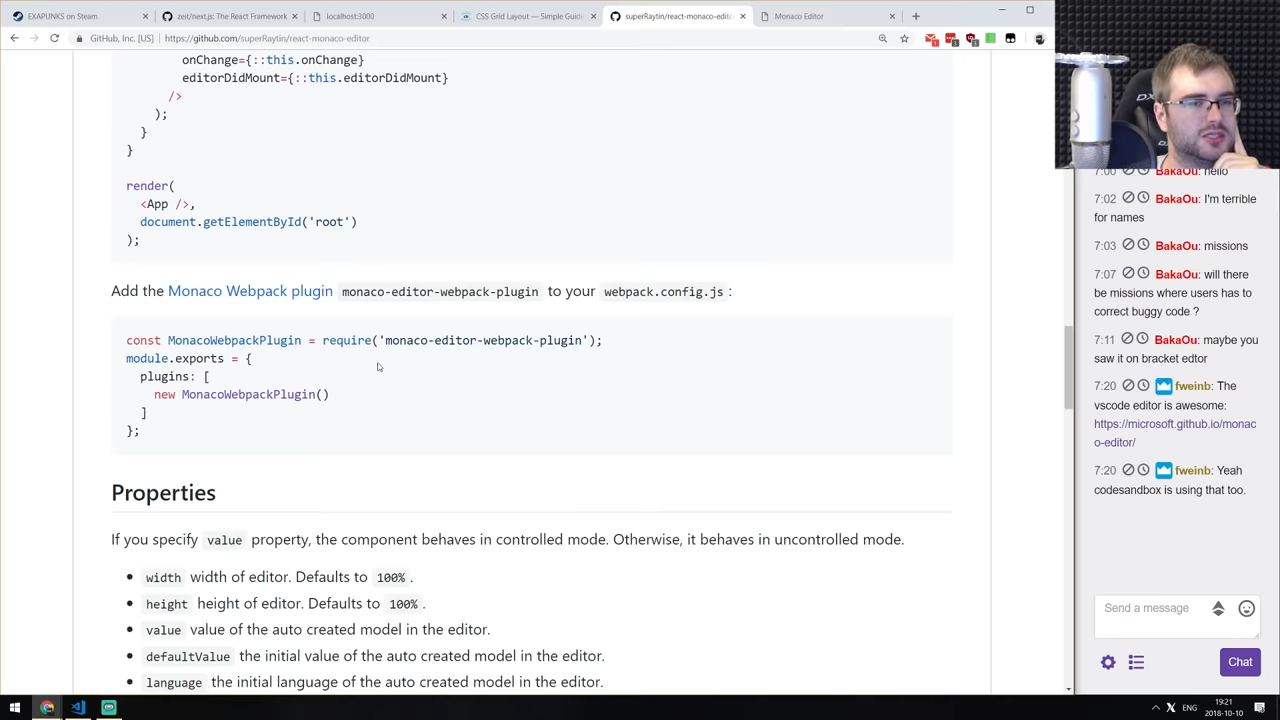 EXAPUNKS on Steam
zeit/next.js: The React Framework
localhost:3000
CSS Grid Layout — Simple Guide
superRaytin/react-monaco-edito
Monaco Editor
GitHub, Inc. [US]
https://github.com/superRaytin/react-monaco-editor
onChange={::this.onChange}
editorDidMount={::this.editorDidMount}
/>
);
}
}
render(
<App />,
document.getElementById('root')
);
Add the Monaco Webpack plugin monaco-editor-webpack-plugin to your webpack.config.js :
const MonacoWebpackPlugin = require('monaco-editor-webpack-plugin');
module.exports = {
plugins: [
new MonacoWebpackPlugin()
]
};
Properties
If you specify value property, the component behaves in controlled mode. Otherwise, it behaves in uncontrolled mode.
• width width of editor. Defaults to 100% .
• height height of editor. Defaults to 100% .
• value value of the auto created model in the editor.
• defaultValue the initial value of the auto created model in the editor.
• language the initial language of the auto created model in the editor.
DX
7:00 BakaOu: hello
7:02 BakaOu: I'm terrible
for names
7:03 BakaOu: missions
7:07 BakaOu: will there
be missions where users has to
correct buggy code ?
7:11 BakaOu: maybe you
saw it on bracket edtor
7:20 fweinb: The
vscode editor is awesome:
https://microsoft.github.io/monac
o-editor/
7:20 fweinb: Yeah
codesandbox is using that too.
Send a message
Chat
ENG
19:21
2018-10-10